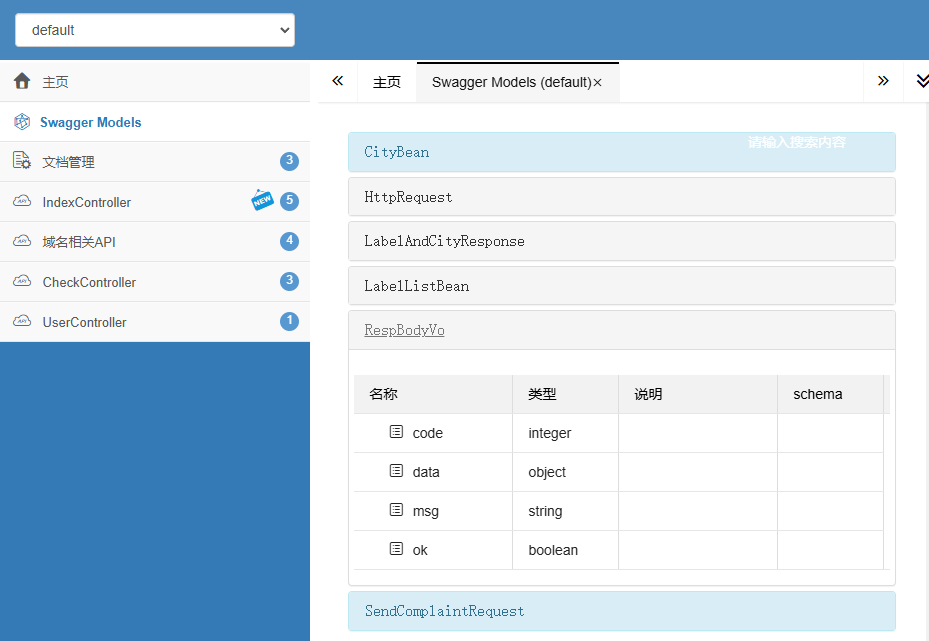 default
主页
Swagger Models
文档管理 3
IndexController NEW 5
域名相关API 4
CheckController 3
UserController 1
主页 Swagger Models (default)×
请输入搜索内容
CityBean
HttpRequest
LabelAndCityResponse
LabelListBean
RespBodyVo
名称 类型 说明 schema
code integer
data object
msg string
ok boolean
SendComplaintRequest